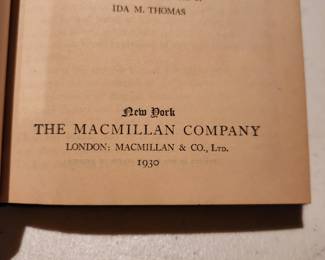 IDA M. THOMAS
New York
THE MACMILLAN COMPANY
LONDON: MACMILLAN & CO., LTD.
1930